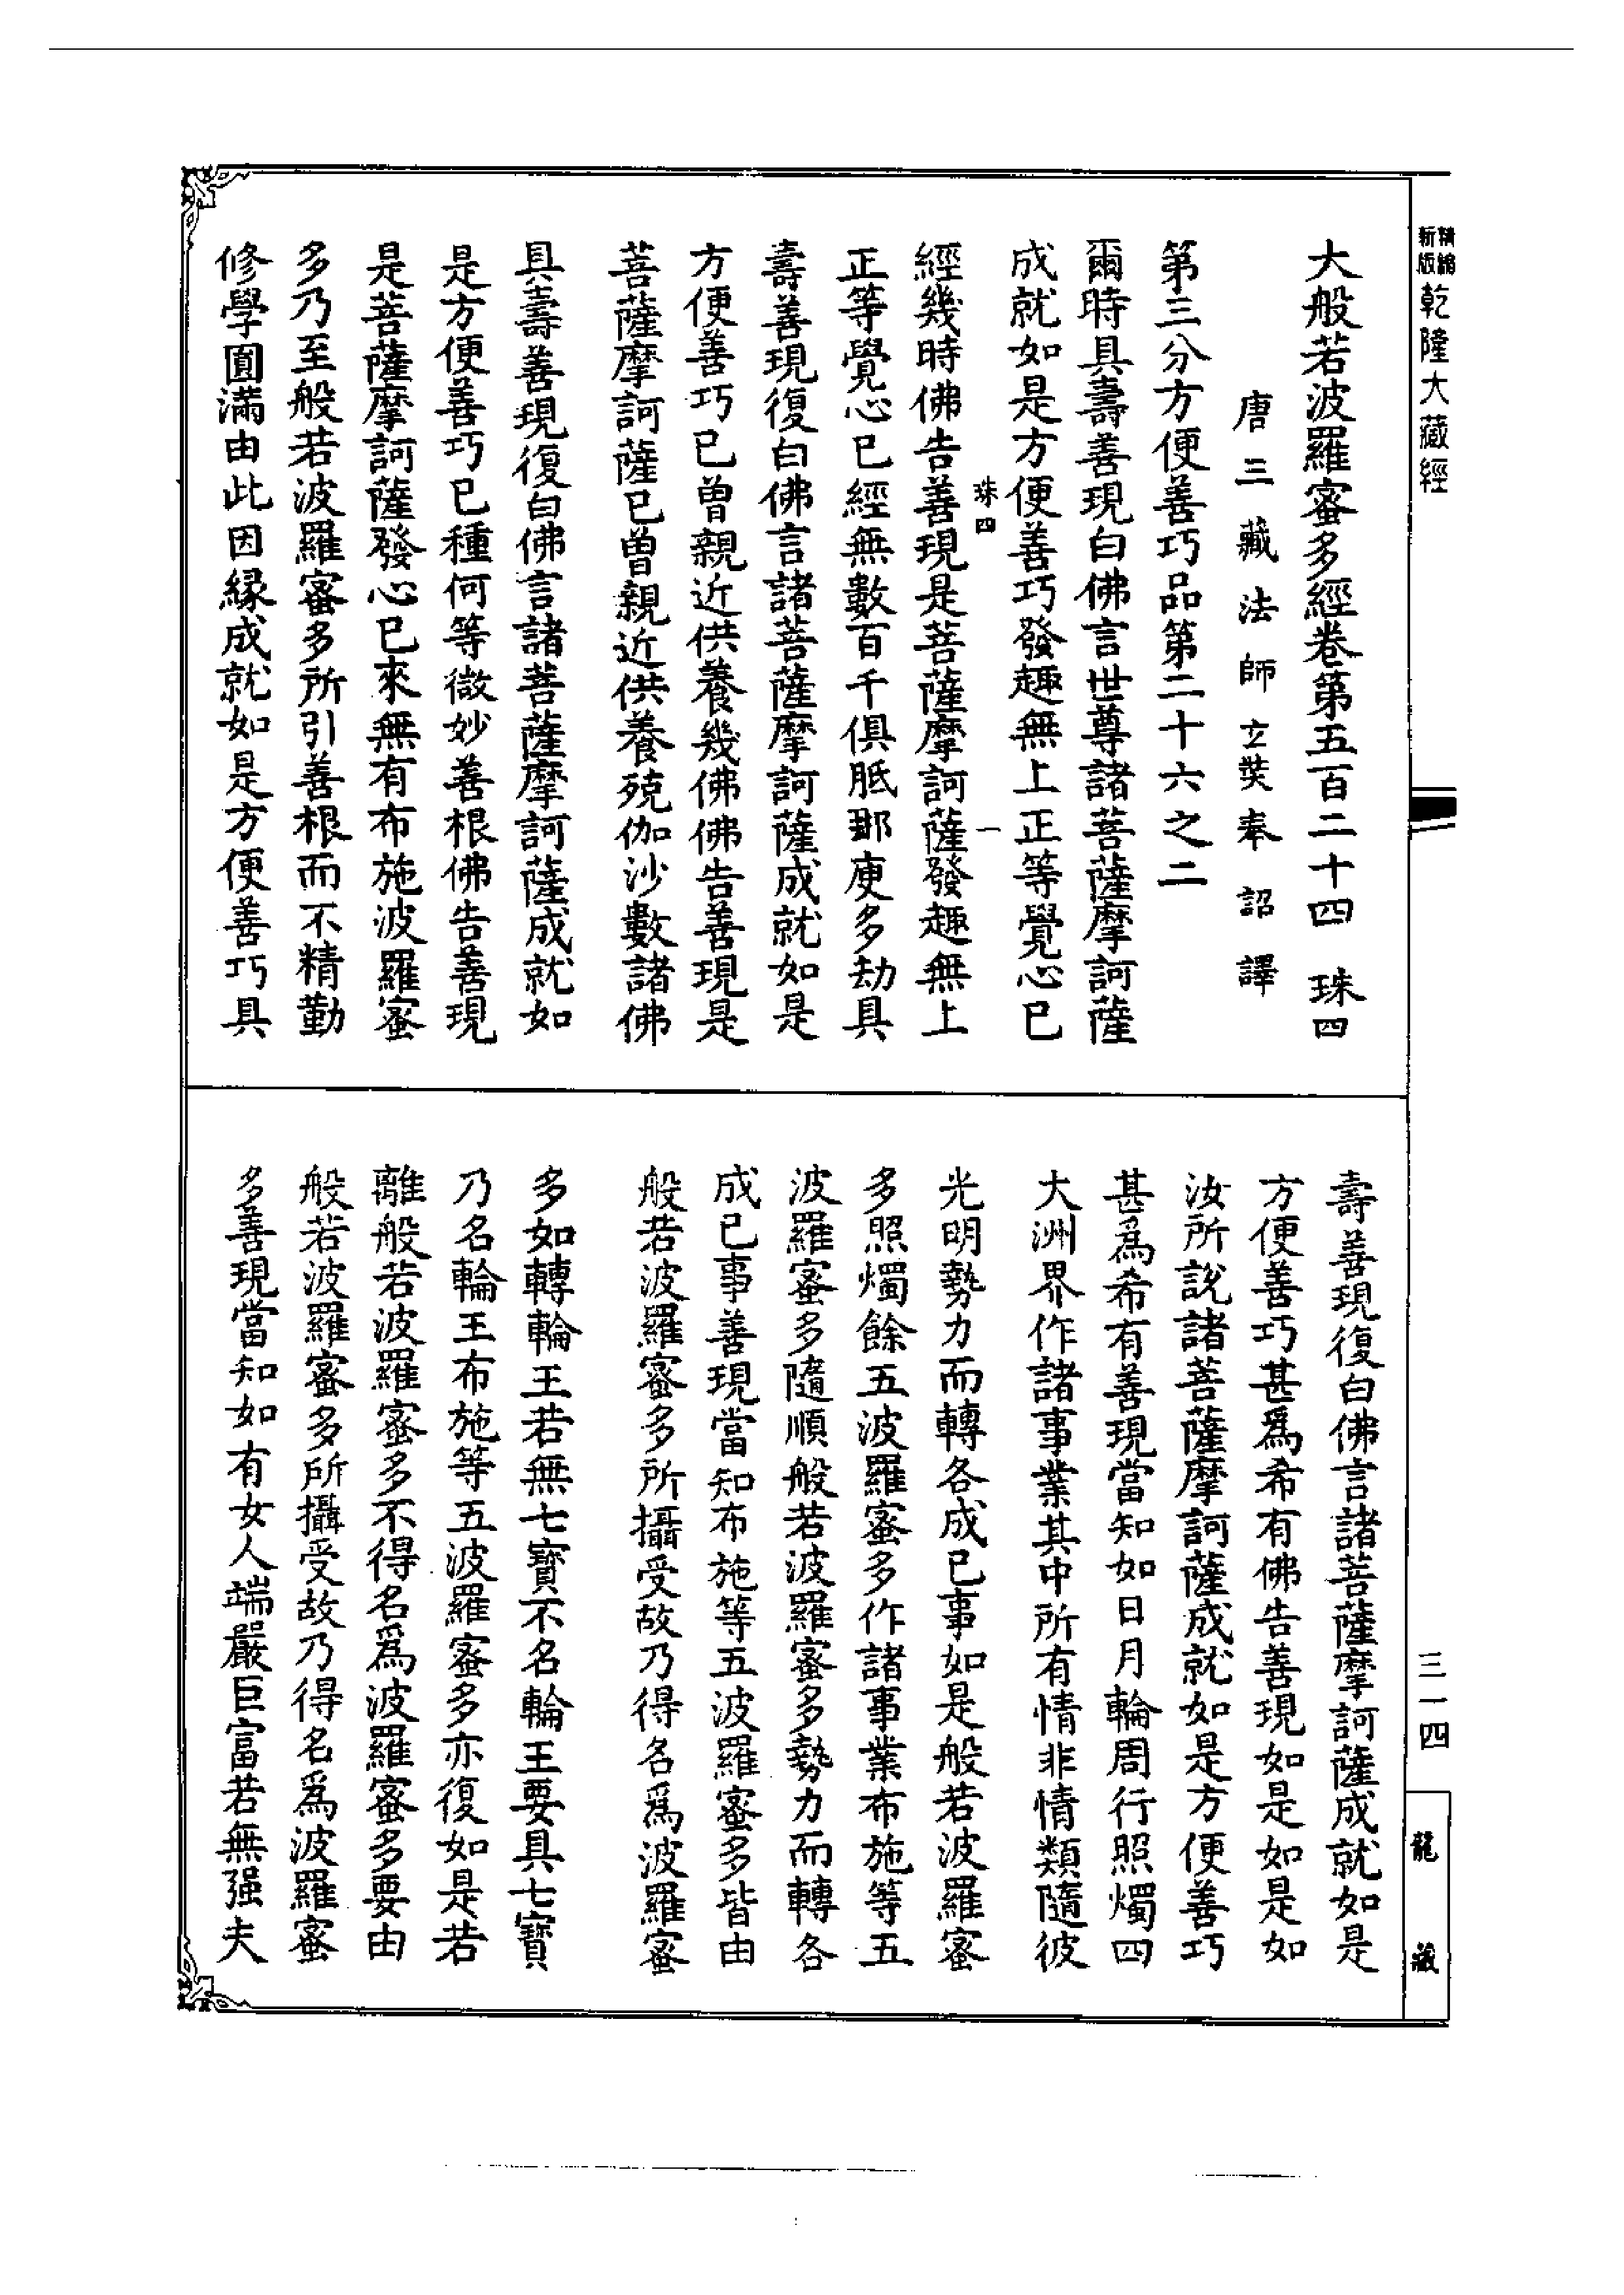 精縮新版乾隆大藏經
大般若波羅蜜多經卷第五百二十四　珠四
唐三藏法師玄奘奉　詔譯
第三分方便善巧品第二十六之二
爾時具壽善現白佛言世尊諸菩薩摩訶薩
成就如是方便善巧發趣無上正等覺心已
珠四　一
經幾時佛告善現是菩薩摩訶薩發趣無上
正等覺心已經無數百千俱胝那庾多劫具
壽善現復白佛言諸菩薩摩訶薩成就如是
方便善巧已曾親近供養幾佛佛告善現是
菩薩摩訶薩已曾親近供養殑伽沙數諸佛
具壽善現復白佛言諸菩薩摩訶薩成就如
是方便善巧已種何等微妙善根佛告善現
是菩薩摩訶薩發心已來無有布施波羅蜜
多乃至般若波羅蜜多所引善根而不精勤
修學圓滿由此因緣成就如是方便善巧具
壽善現復白佛言諸菩薩摩訶薩成就如是
方便善巧甚爲希有佛告善現如是如是如
汝所說諸菩薩摩訶薩成就如是方便善巧
甚爲希有善現當知如日月輪周行照燭四
大洲界作諸事業其中所有情非情類隨彼
光明勢力而轉各成已事如是般若波羅蜜
多照燭餘五波羅蜜多作諸事業布施等五
波羅蜜多隨順般若波羅蜜多勢力而轉各
成已事善現當知布施等五波羅蜜多皆由
般若波羅蜜多所攝受故乃得名爲波羅蜜
多如轉輪王若無七寶不名輪王要具七寶
乃名輪王布施等五波羅蜜多亦復如是若
離般若波羅蜜多不得名爲波羅蜜多要由
般若波羅蜜多所攝受故乃得名爲波羅蜜
多善現當知如有女人端嚴巨富若無强夫
三一四
龍藏